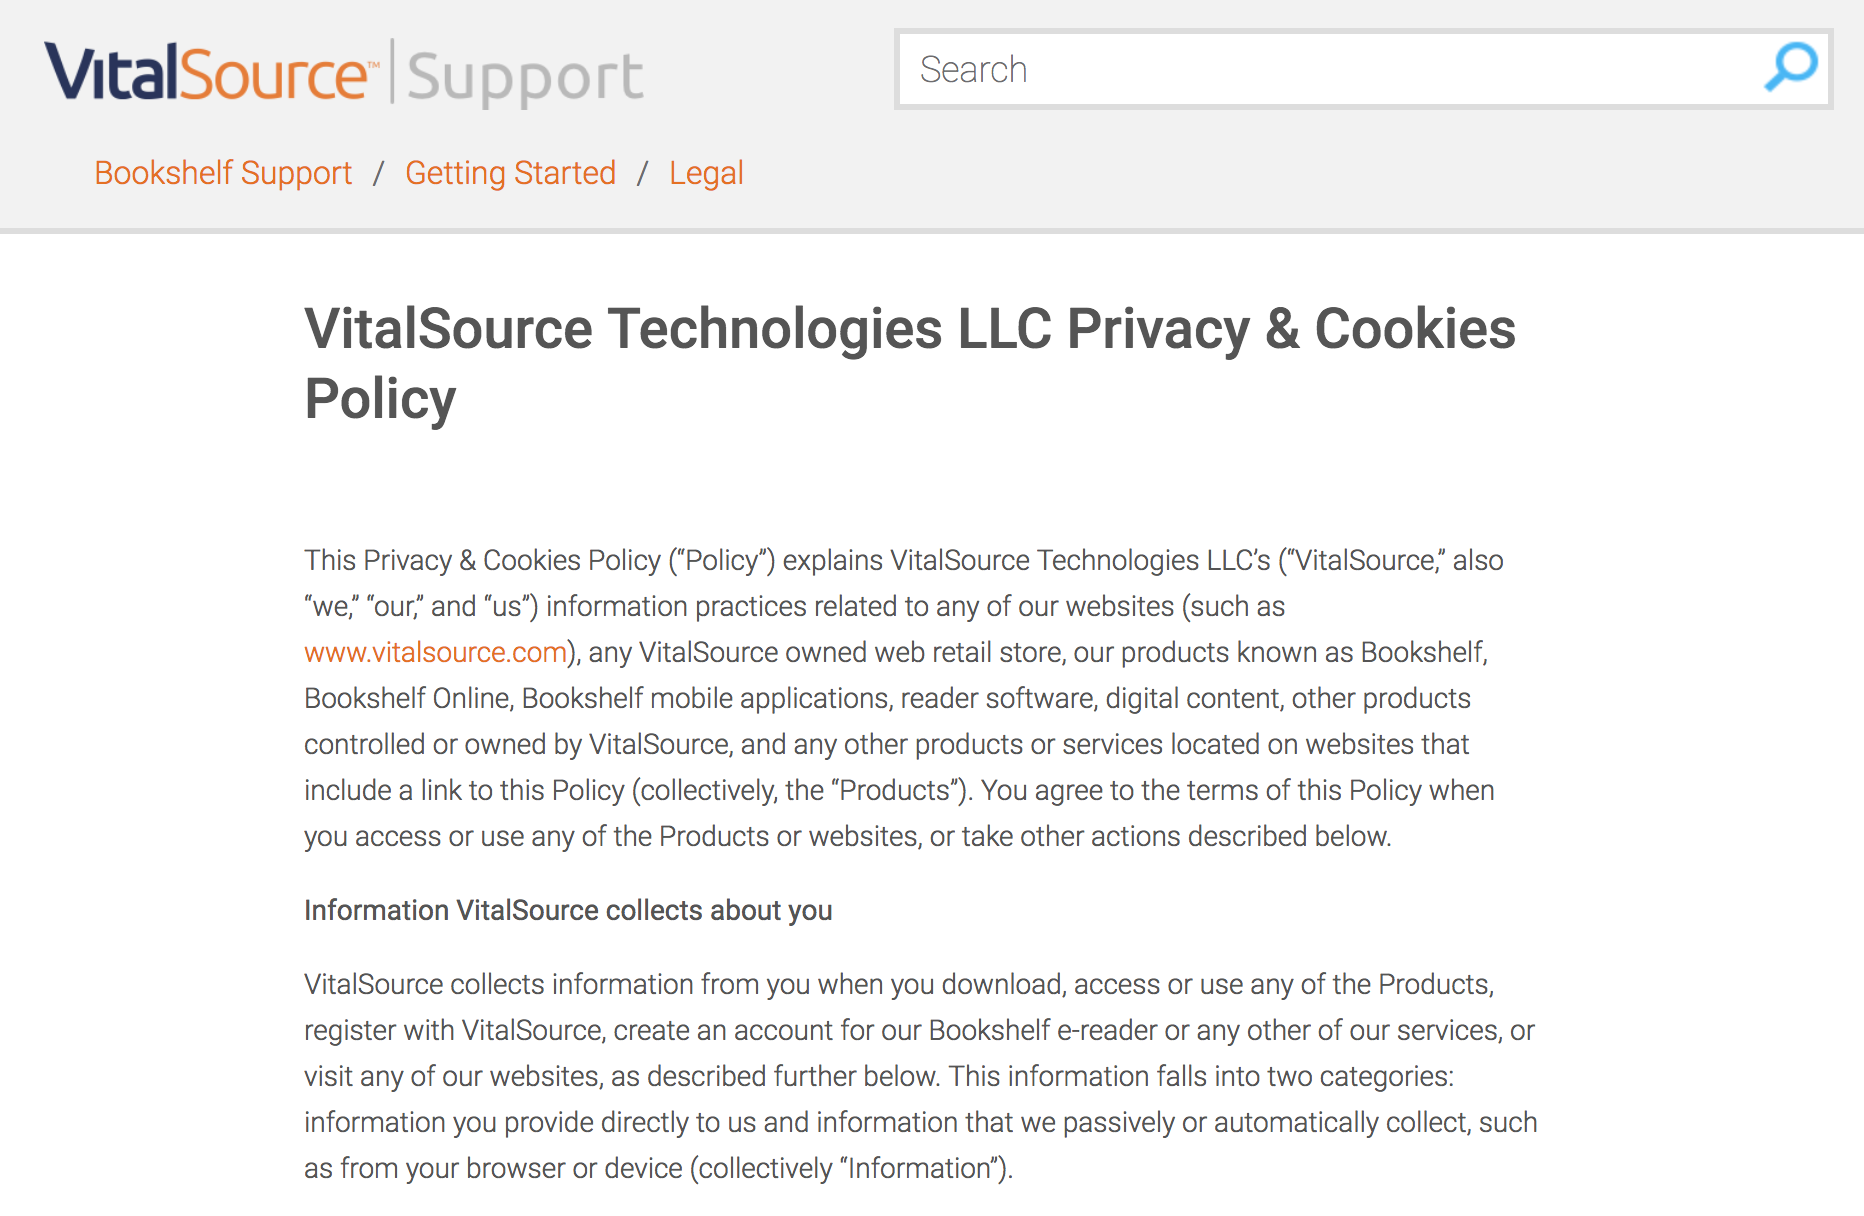 VitalSource™ | Support
Search
Bookshelf Support / Getting Started / Legal
VitalSource Technologies LLC Privacy & Cookies
Policy
This Privacy & Cookies Policy (“Policy”) explains VitalSource Technologies LLC’s (“VitalSource,” also
“we,” “our,” and “us”) information practices related to any of our websites (such as
www.vitalsource.com), any VitalSource owned web retail store, our products known as Bookshelf,
Bookshelf Online, Bookshelf mobile applications, reader software, digital content, other products
controlled or owned by VitalSource, and any other products or services located on websites that
include a link to this Policy (collectively, the “Products”). You agree to the terms of this Policy when
you access or use any of the Products or websites, or take other actions described below.
Information VitalSource collects about you
VitalSource collects information from you when you download, access or use any of the Products,
register with VitalSource, create an account for our Bookshelf e-reader or any other of our services, or
visit any of our websites, as described further below. This information falls into two categories:
information you provide directly to us and information that we passively or automatically collect, such
as from your browser or device (collectively “Information”).